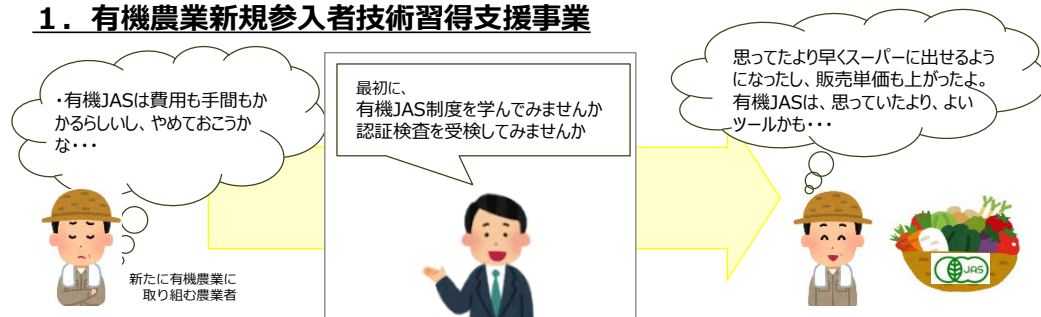 1．有機農業新規参入者技術習得支援事業
・有機JASは費用も手間もか
かるらしいし、やめておこうか
な・・・
新たに有機農業に
取り組む農業者
最初に、
有機JAS制度を学んでみませんか
認証検査を受検してみませんか
思ってたより早くスーパーに出せるよう
になったし、販売単価も上がったよ。
有機JASは、思っていたより、よい
ツールかも・・・
JAS